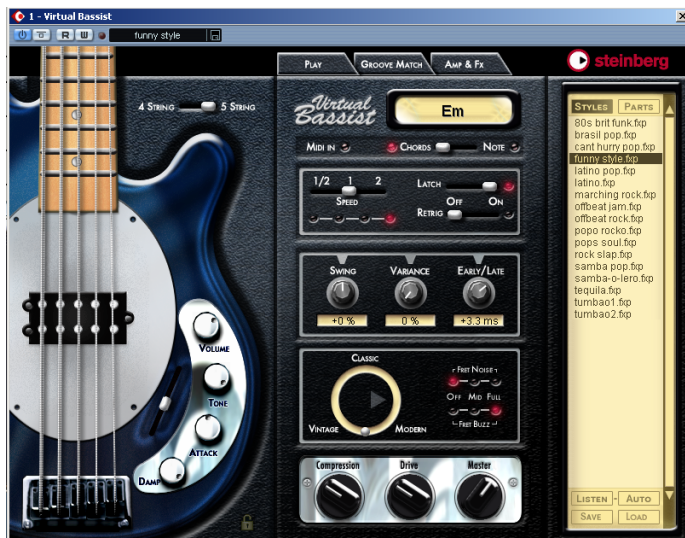 1 - Virtual Bassist
R W funny style
PLAY GROOVE MATCH AMP & FX
steinberg
4 STRING 5 STRING
Virtual Bassist
Em
MIDI IN CHORDS NOTE
1/2 1 2
SPEED
LATCH
OFF ON
RETRIG
SWING VARIANCE EARLY/LATE
+0 % 0 % +3.3 ms
CLASSIC
VINTAGE MODERN
FRET NOISE
OFF MID FULL
FRET BUZZ
Compression Drive Master
VOLUME
TONE
ATTACK
DAMP
STYLES PARTS
80s brit funk.fxp
brasil pop.fxp
cant hurry pop.fxp
funny style.fxp
latino pop.fxp
latino.fxp
marching rock.fxp
offbeat jam.fxp
offbeat rock.fxp
popo rocko.fxp
pops soul.fxp
rock slap.fxp
samba pop.fxp
samba-o-lero.fxp
tequila.fxp
tumbao1.fxp
tumbao2.fxp
LISTEN - AUTO
SAVE LOAD